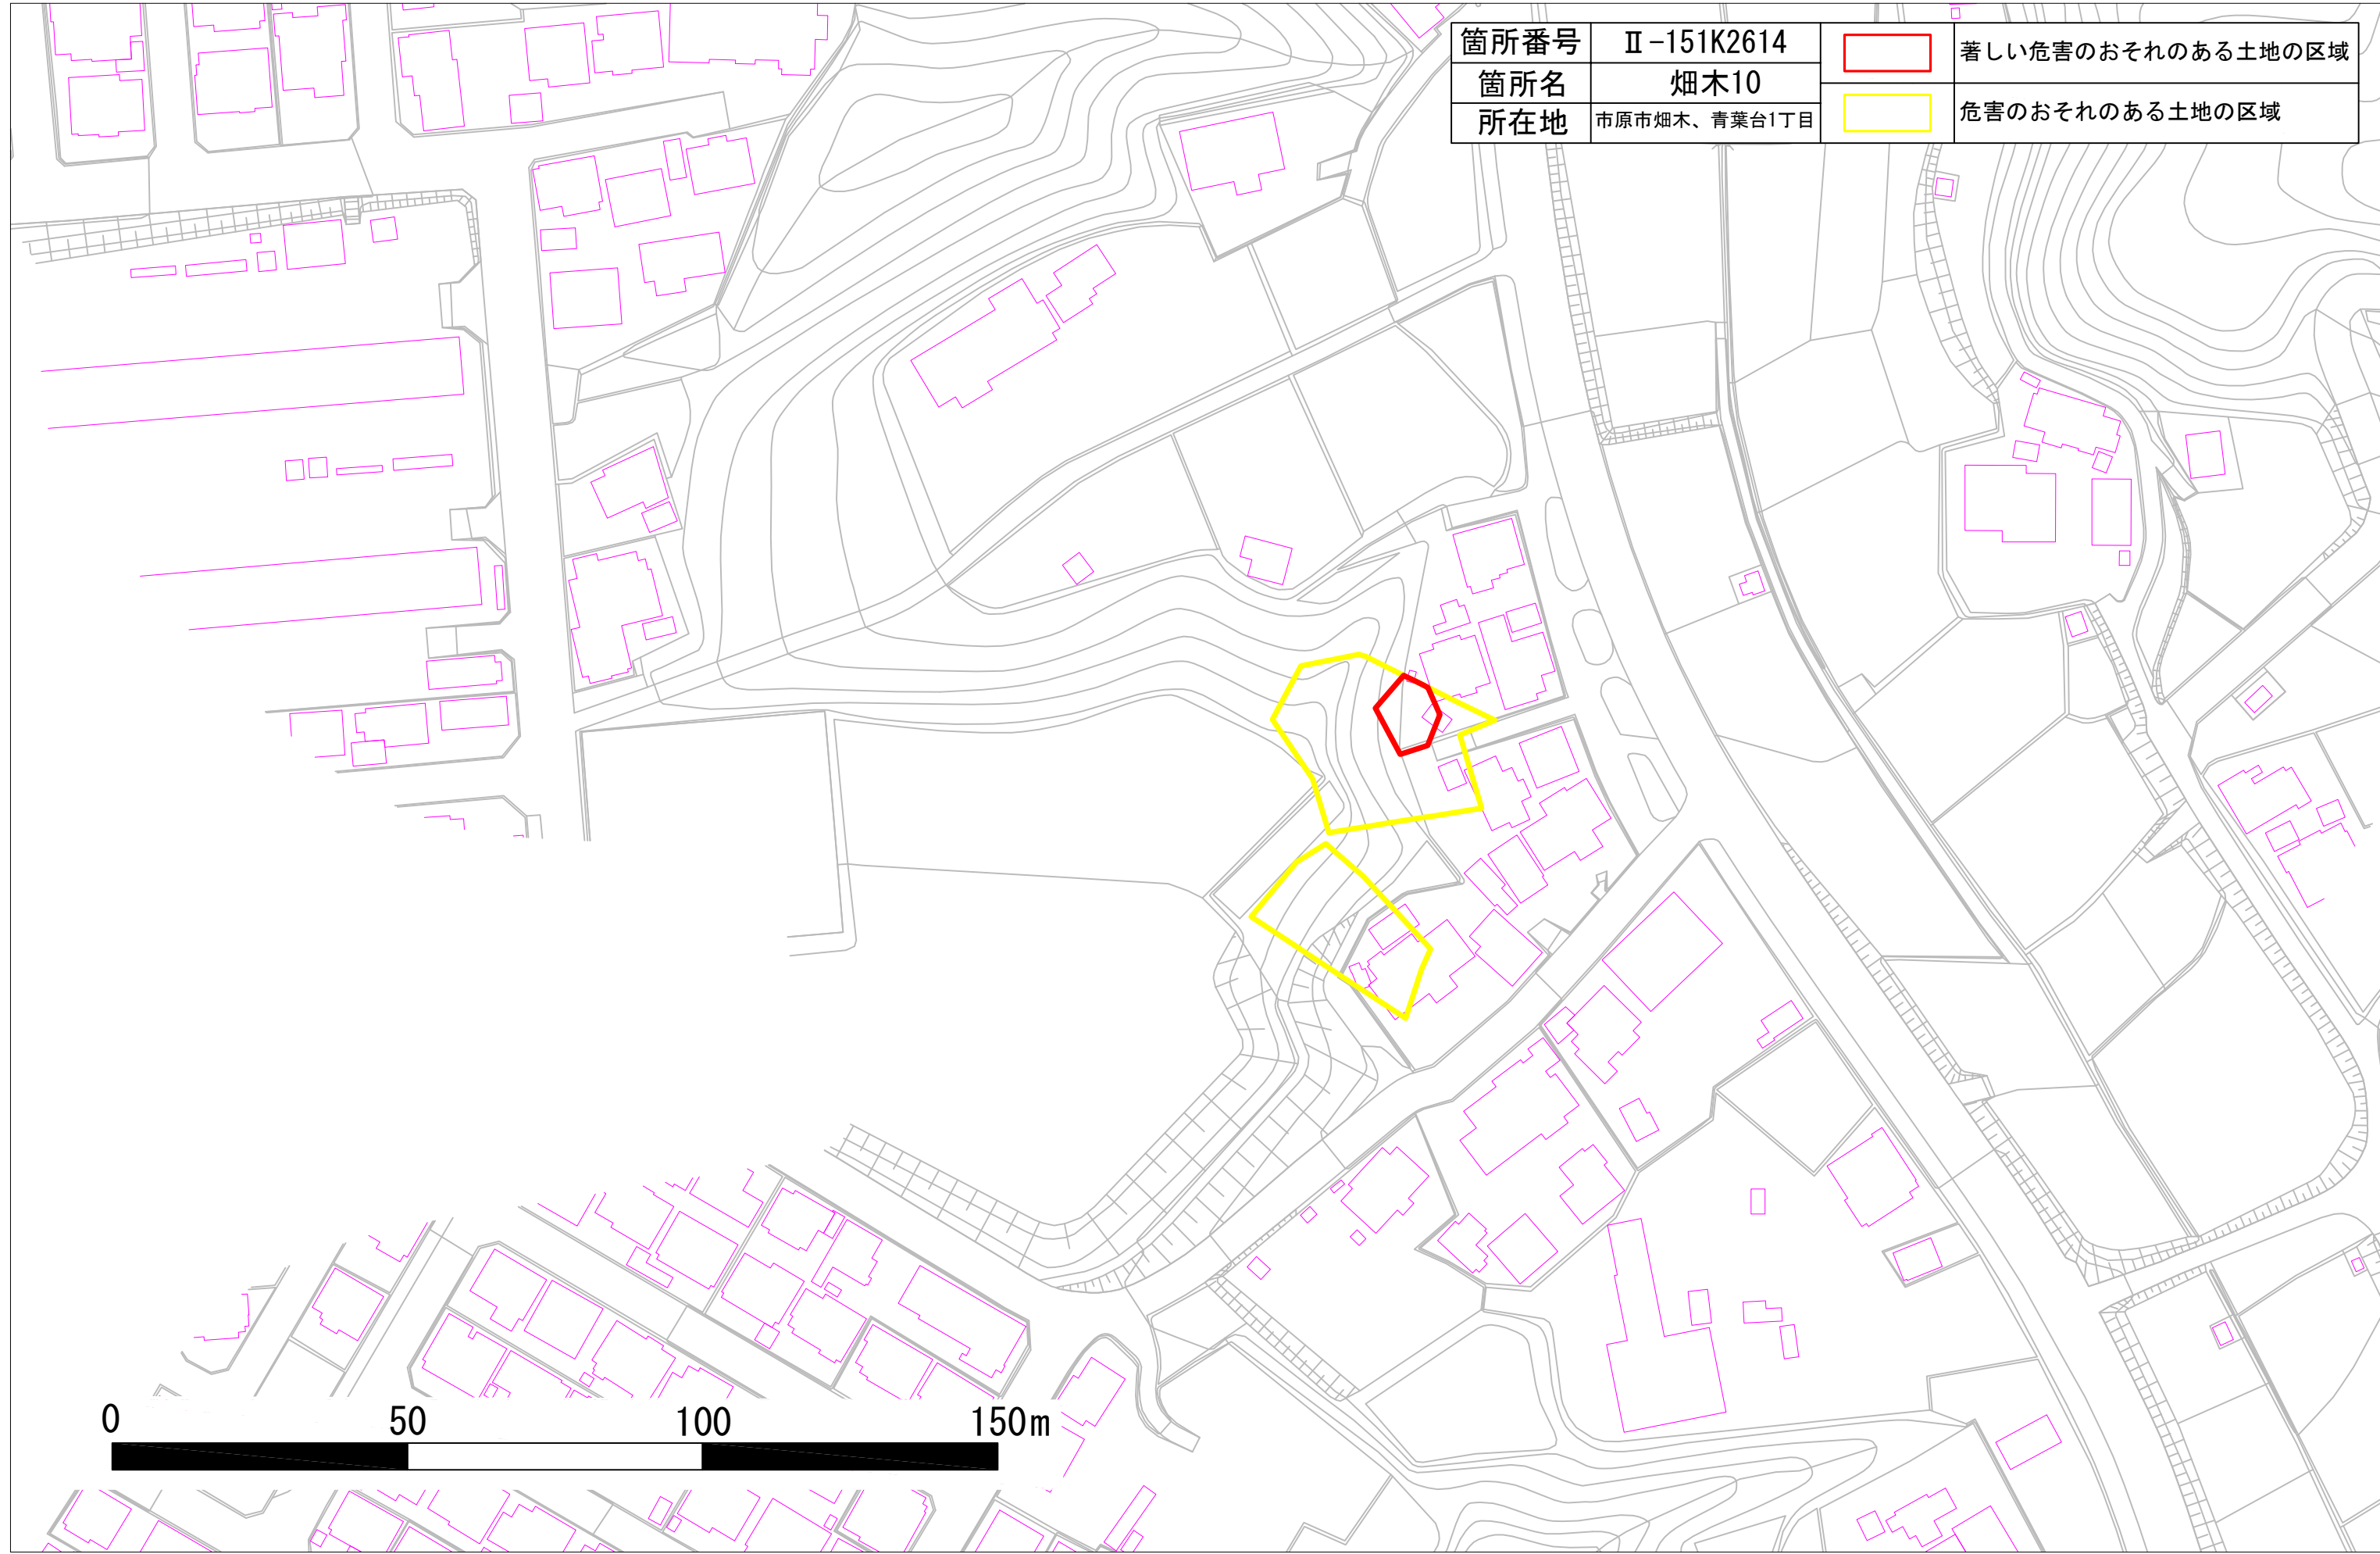 箇所番号 Ⅱ-151K2614
著しい危害のおそれのある土地の区域
箇所名 畑木10
危害のおそれのある土地の区域
所在地 市原市畑木、青葉台1丁目
0 50 100 150m